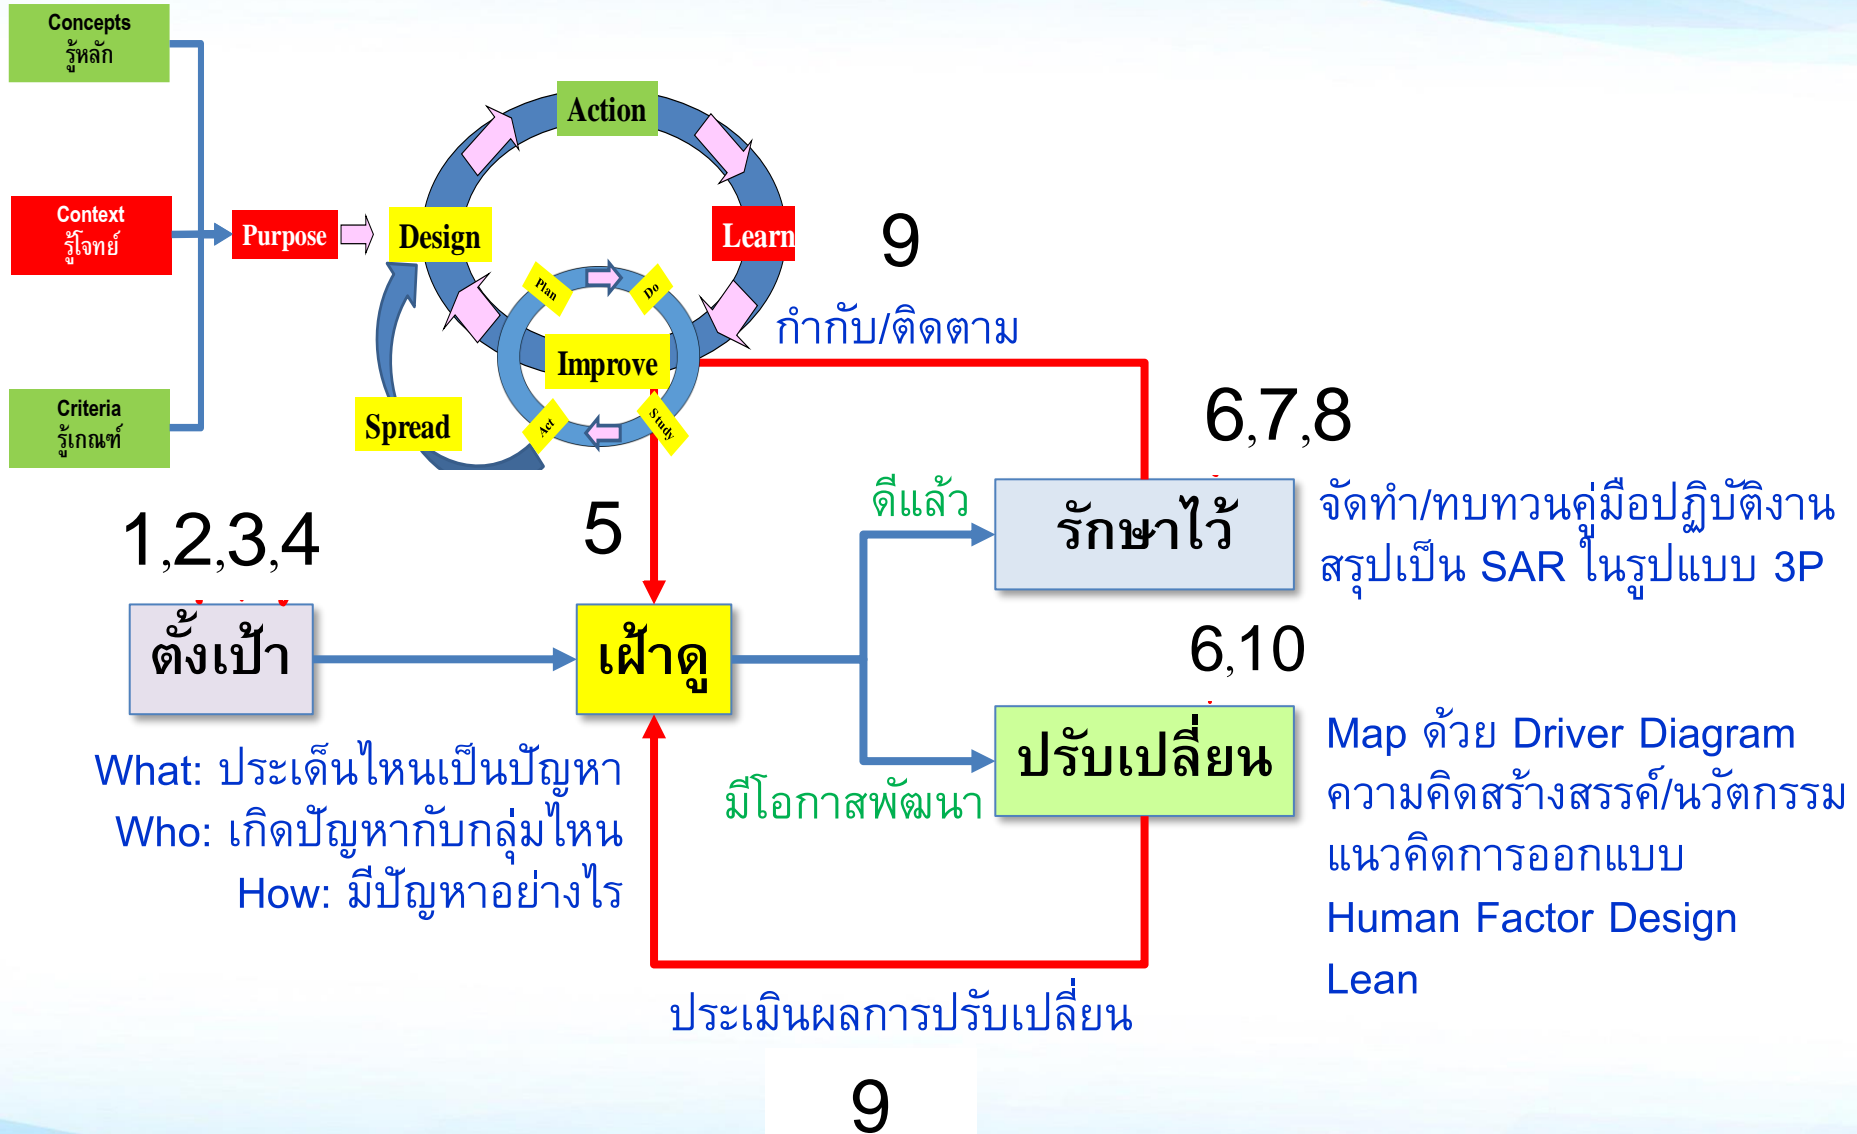 Concepts
รู้หลัก
Action
Context
รู้โจทย์
Purpose
Design
Learn
9
Plan
Do
กำกับ/ติดตาม
Improve
Criteria
รู้เกณฑ์
Spread
Act
Study
6,7,8
ดีแล้ว
รักษาไว้
จัดทำ/ทบทวนคู่มือปฏิบัติงาน
สรุปเป็น SAR ในรูปแบบ 3P
1,2,3,4
5
ตั้งเป้า
เฝ้าดู
6,10
ปรับเปลี่ยน
What: ประเด็นไหนเป็นปัญหา
Who: เกิดปัญหากับกลุ่มไหน
How: มีปัญหาอย่างไร
มีโอกาสพัฒนา
Map ด้วย Driver Diagram
ความคิดสร้างสรรค์/นวัตกรรม
แนวคิดการออกแบบ
Human Factor Design
Lean
ประเมินผลการปรับเปลี่ยน
9